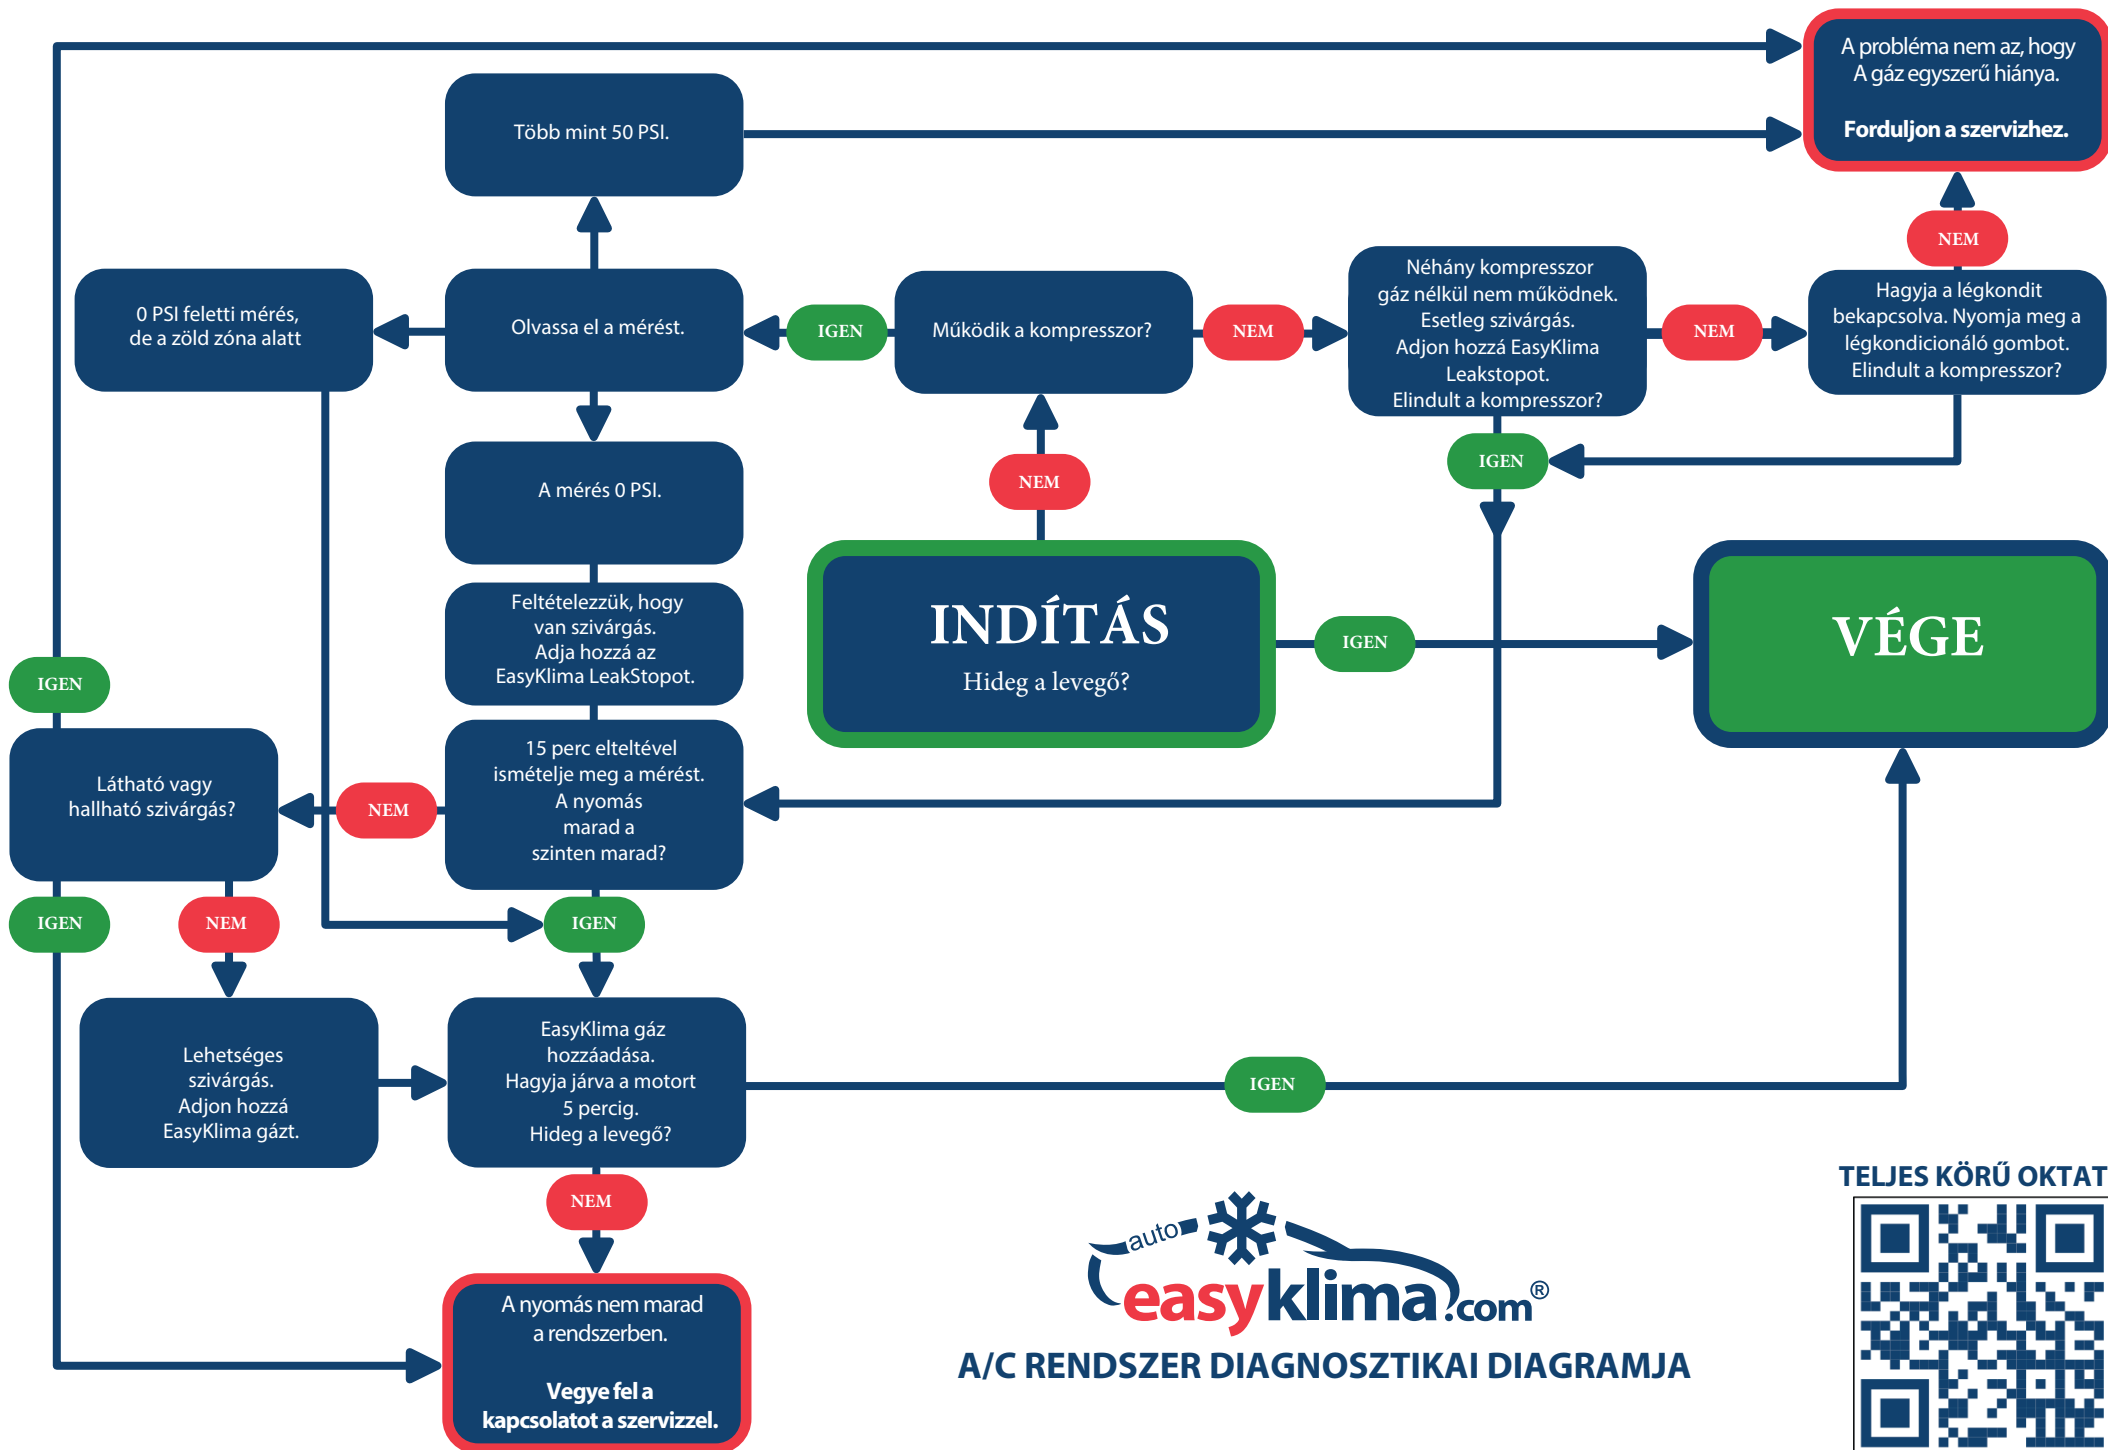 A probléma nem az, hogy
A gáz egyszerű hiánya.
Forduljon a szervizhez.
Több mint 50 PSI.
NEM
0 PSI feletti mérés,
de a zöld zóna alatt
Olvassa el a mérést.
IGEN
Működik a kompresszor?
NEM
Néhány kompresszor
gáz nélkül nem működnek.
Esetleg szivárgás.
Adjon hozzá EasyKlima
Leakstopot.
Elindult a kompresszor?
NEM
Hagyja a légkondit
bekapcsolva. Nyomja meg a
légkondicionáló gombot.
Elindult a kompresszor?
A mérés 0 PSI.
NEM
IGEN
Feltételezzük, hogy
van szivárgás.
Adja hozzá az
EasyKlima LeakStopot.
INDÍTÁS
Hideg a levegő?
IGEN
VÉGE
IGEN
Látható vagy
hallható szivárgás?
NEM
15 perc elteltével
ismételje meg a mérést.
A nyomás
marad a
szinten marad?
IGEN
NEM
IGEN
Lehetséges
szivárgás.
Adjon hozzá
EasyKlima gázt.
EasyKlima gáz
hozzáadása.
Hagyja járva a motort
5 percig.
Hideg a levegő?
IGEN
NEM
A nyomás nem marad
a rendszerben.
Vegye fel a
kapcsolatot a szervizzel.
auto
easyklima.com®
A/C RENDSZER DIAGNOSZTIKAI DIAGRAMJA
TELJES KÖRŰ OKTAT